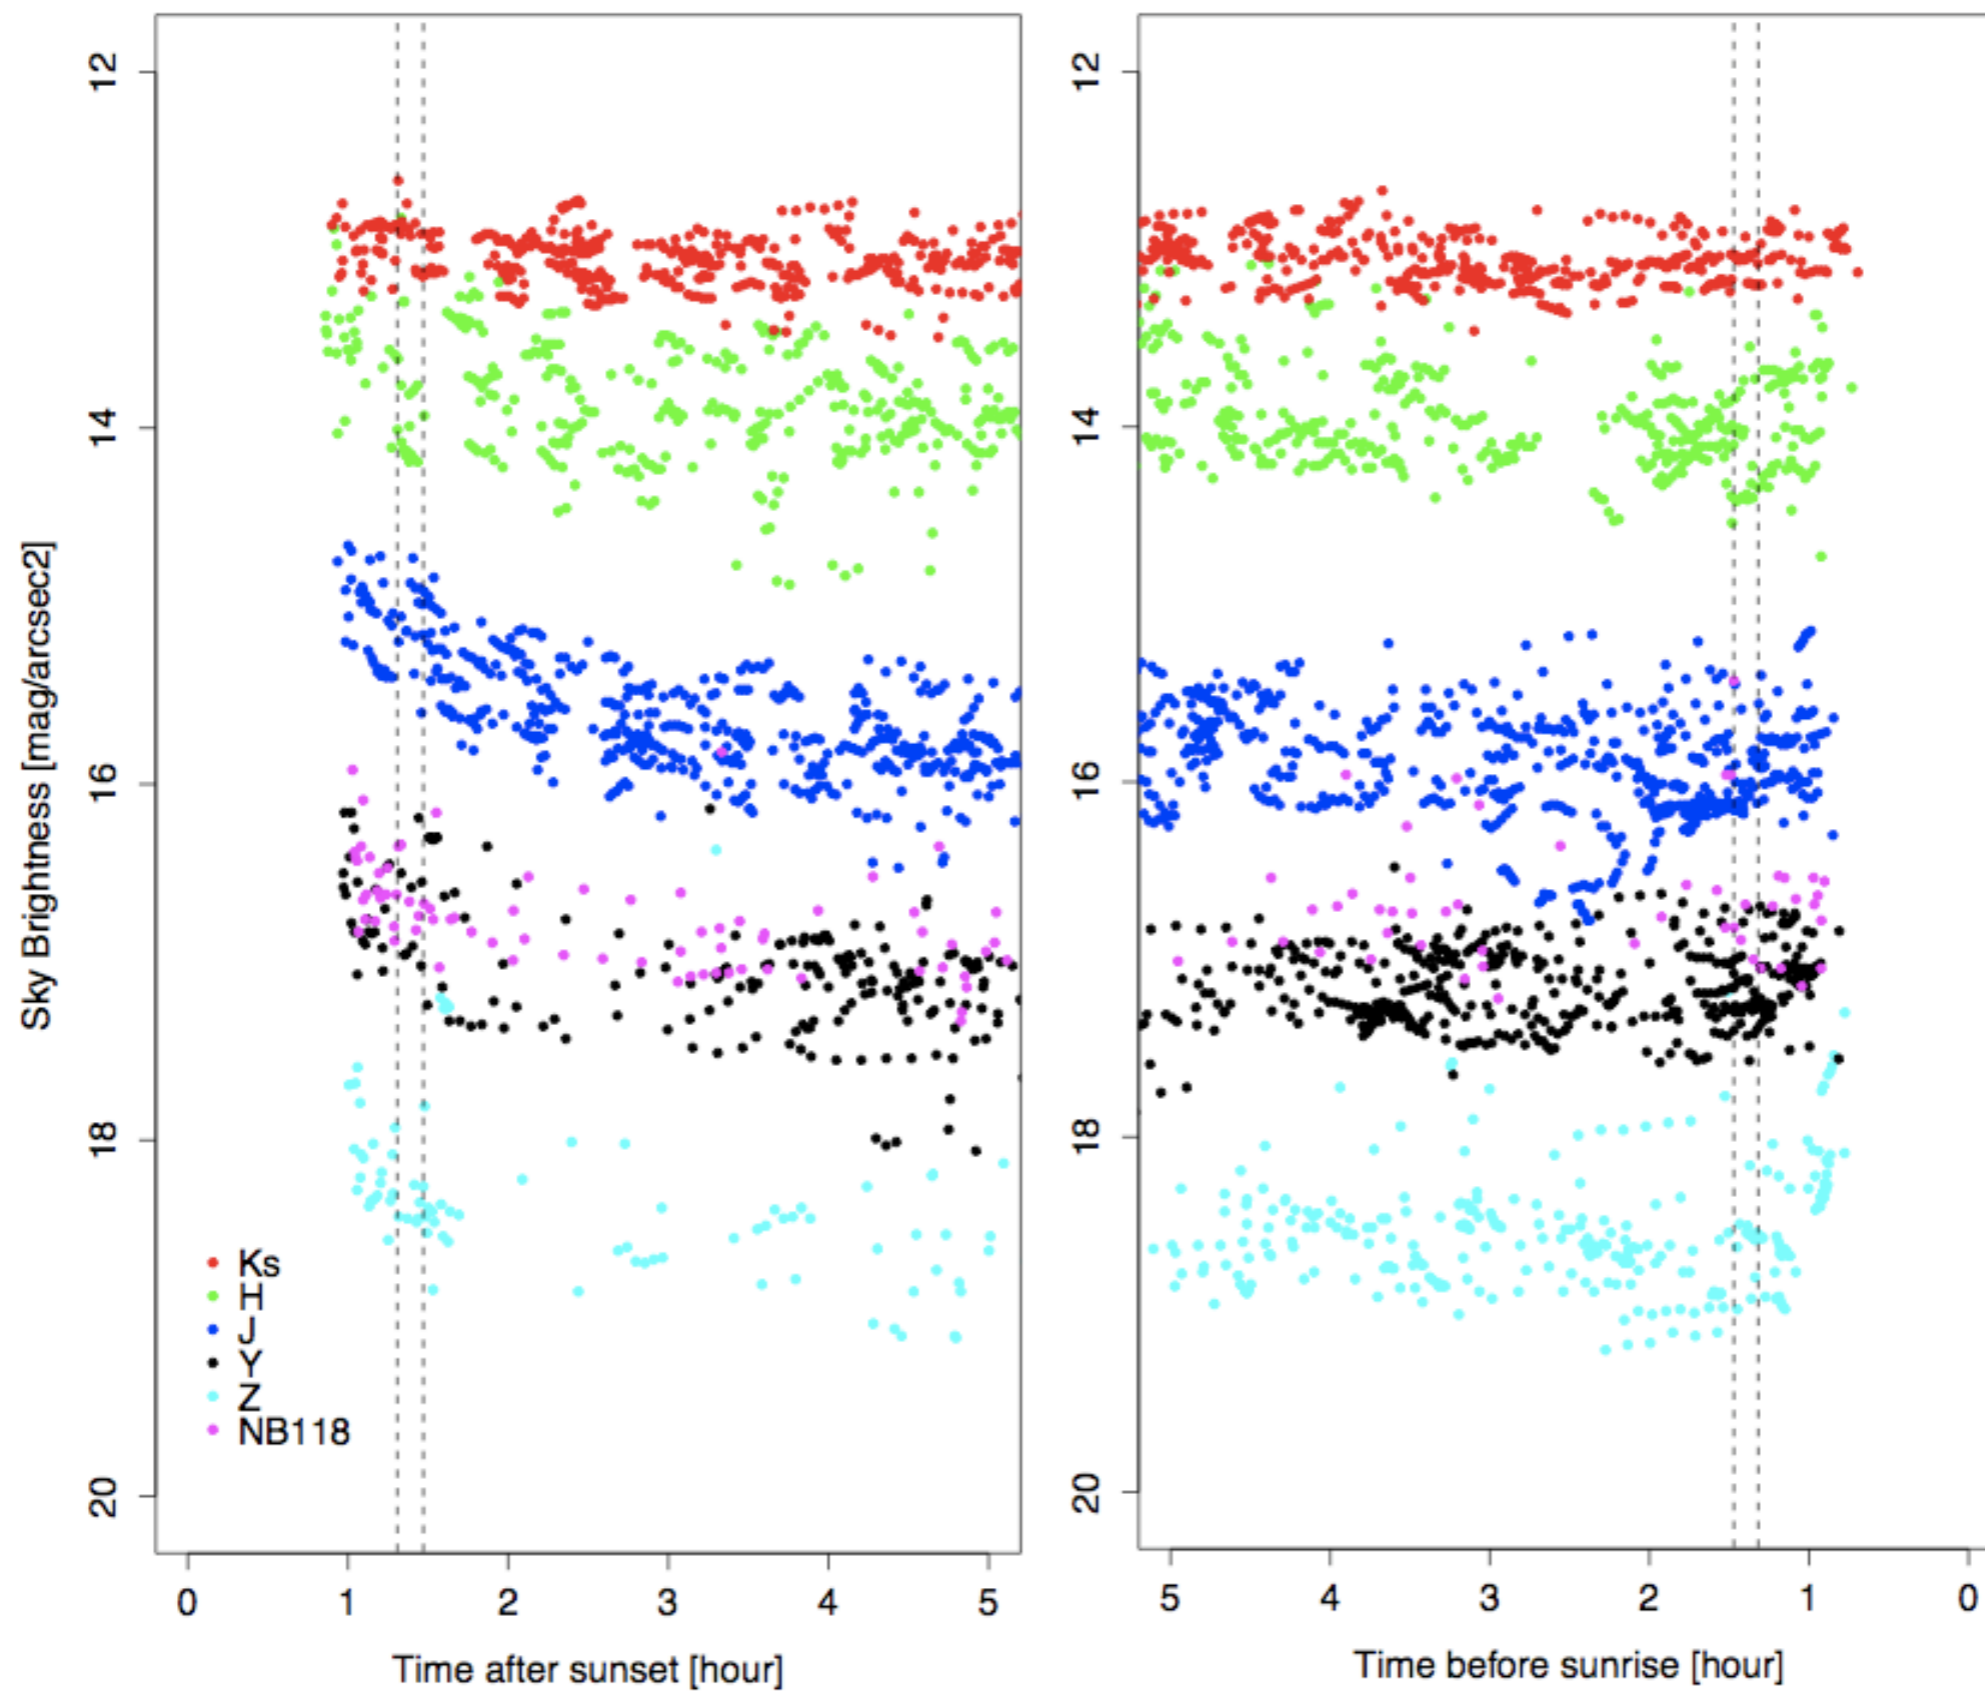 Sky Brightness [mag/arcsec2]
12
14
16
18
20
Ks
H
J
Y
Z
NB118
0 1 2 3 4 5
Time after sunset [hour]
12
14
16
18
20
5 4 3 2 1 0
Time before sunrise [hour]